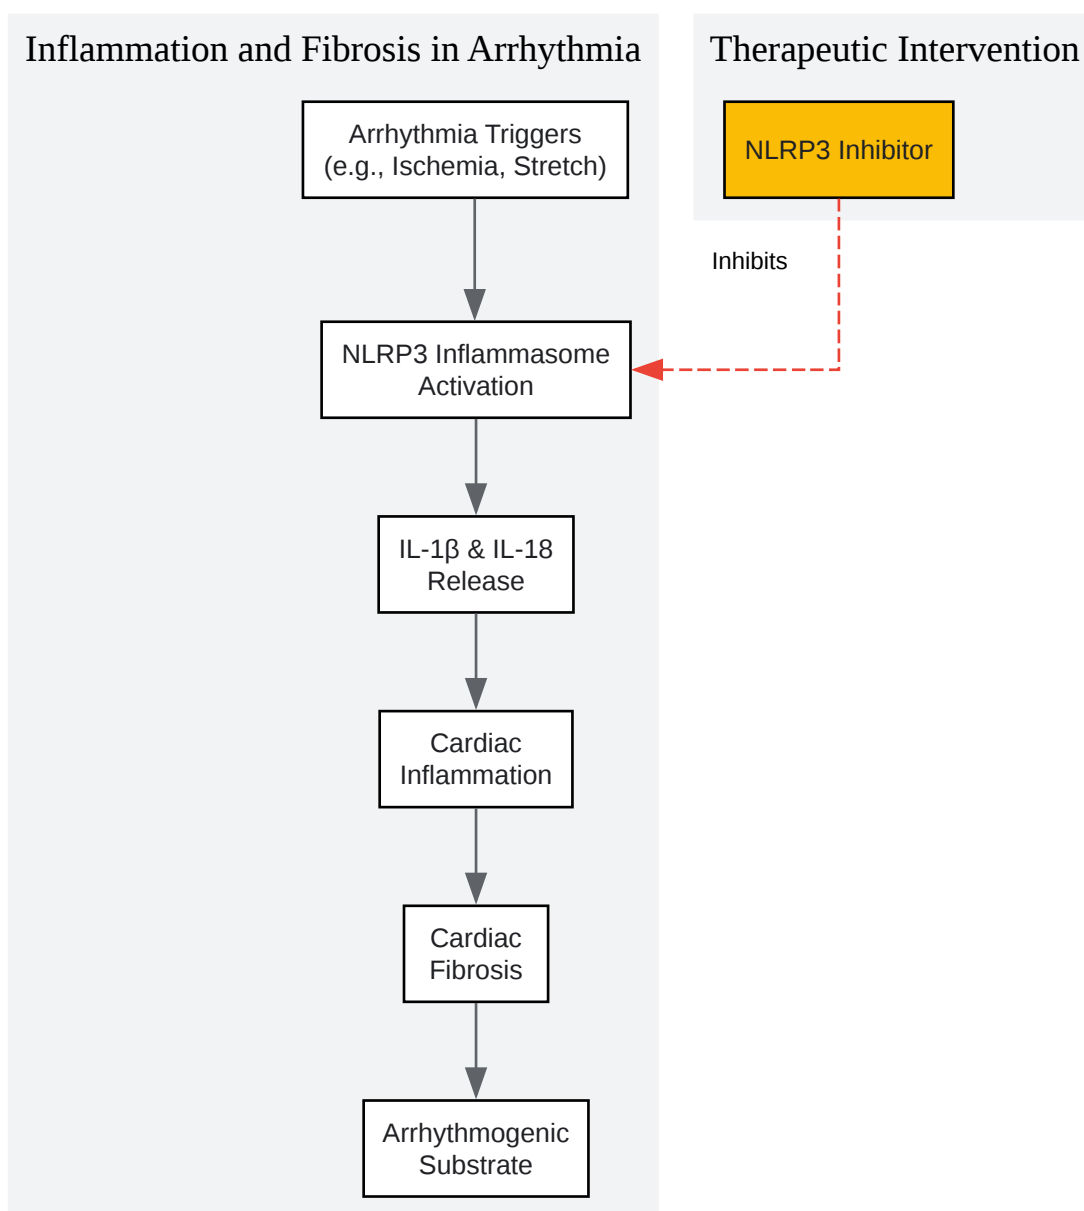 Inflammation and Fibrosis in Arrhythmia
Therapeutic Intervention
Arrhythmia Triggers
(e.g., Ischemia, Stretch)
NLRP3 Inhibitor
Inhibits
NLRP3 Inflammasome
Activation
IL-1β & IL-18
Release
Cardiac
Inflammation
Cardiac
Fibrosis
Arrhythmogenic
Substrate